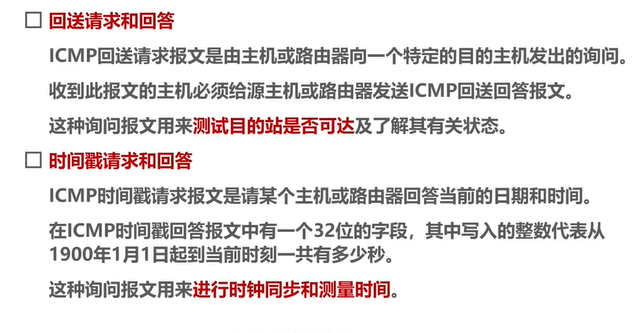 回送请求和回答
ICMP回送请求报文是由主机或路由器向一个特定的目的主机发出的询问。
收到此报文的主机必须给源主机或路由器发送ICMP回送回答报文。
这种询问报文用来测试目的站是否可达及了解其有关状态。
时间戳请求和回答
ICMP时间戳请求报文是请某个主机或路由器回答当前的日期和时间。
在ICMP时间戳回答报文中有一个32位的字段，其中写入的整数代表从
1900年1月1日起到当前时刻一共有多少秒。
这种询问报文用来进行时钟同步和测量时间。